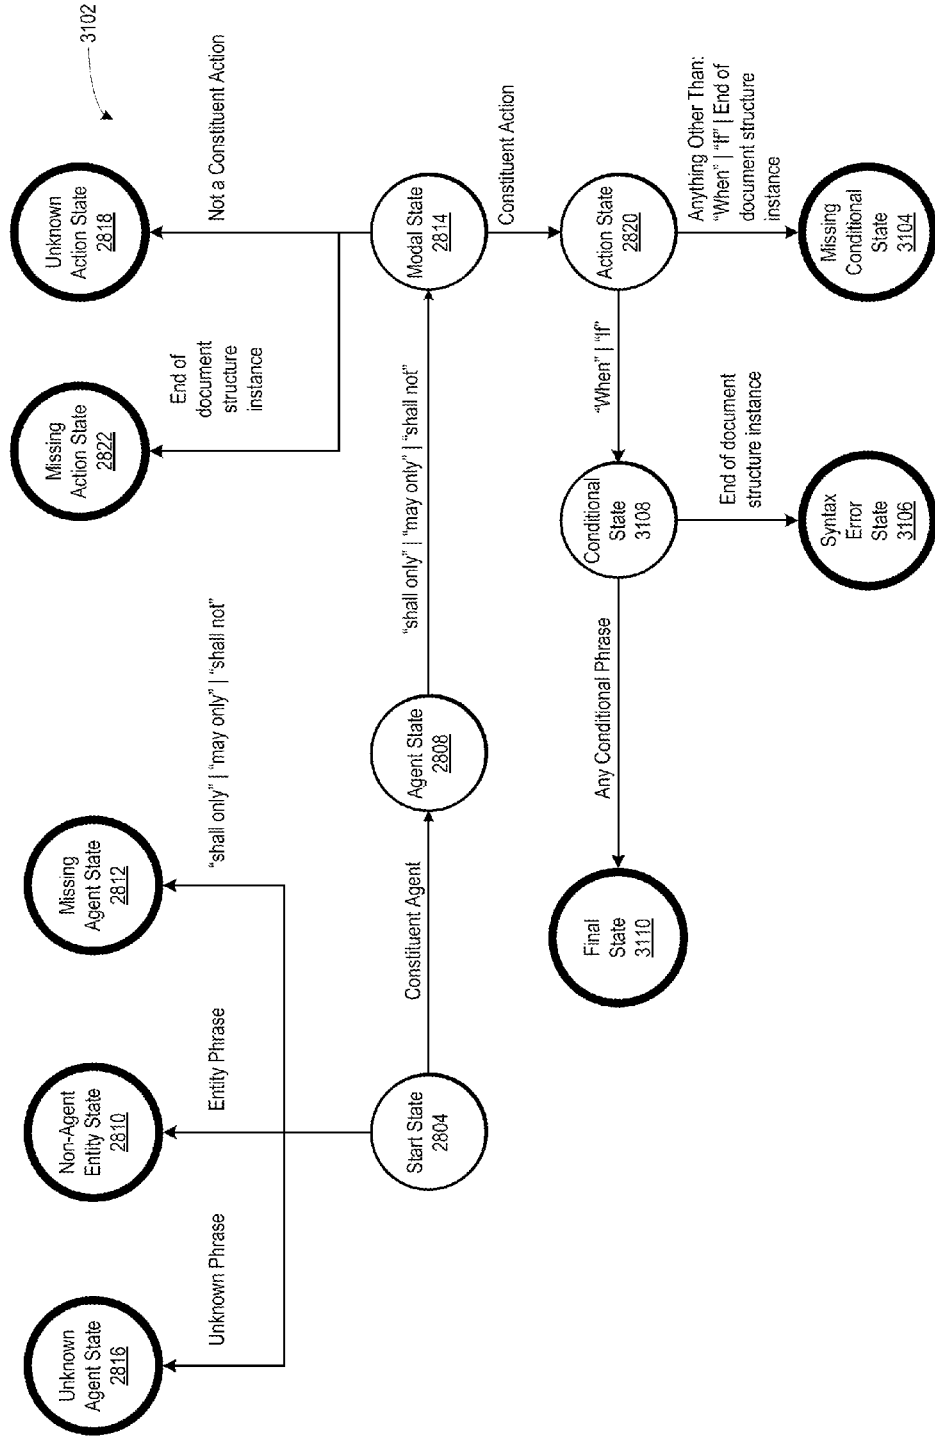 3102
Unknown
Agent State
2816
Non-Agent
Entity State
2810
Missing
Agent State
2812
Missing
Action State
2822
Unknown
Action State
2818
Unknown Phrase
Entity Phrase
“shall only” | “may only” | “shall not”
End of
document
structure
instance
Not a Constituent Action
Start State
2804
Constituent Agent
Agent State
2808
“shall only” | “may only” | “shall not”
Modal State
2814
Constituent Action
Final
State
3110
Any Conditional Phrase
Conditional
State
3108
“When” | “If”
Action State
2820
End of document
structure instance
Anything Other Than:
“When” | “If” | End of
document structure
instance
Syntax
Error
State
3106
Missing
Conditional
State
3104